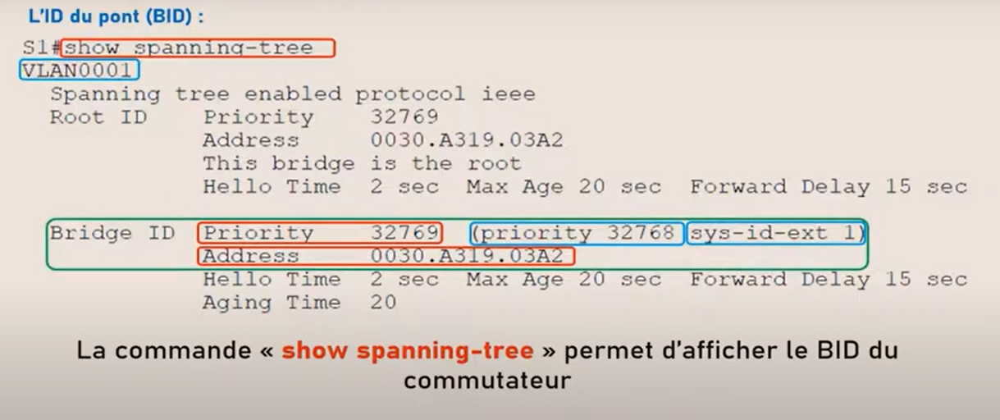 L'ID du pont (BID) :
S1#show spanning-tree
VLAN0001
Spanning tree enabled protocol ieee
Root ID Priority 32769
Address 0030.A319.03A2
This bridge is the root
Hello Time 2 sec Max Age 20 sec Forward Delay 15 sec
Bridge ID Priority 32769 (priority 32768 sys-id-ext 1)
Address 0030.A319.03A2
Hello Time 2 sec Max Age 20 sec Forward Delay 15 sec
Aging Time 20
La commande « show spanning-tree » permet d'afficher le BID du
commutateur